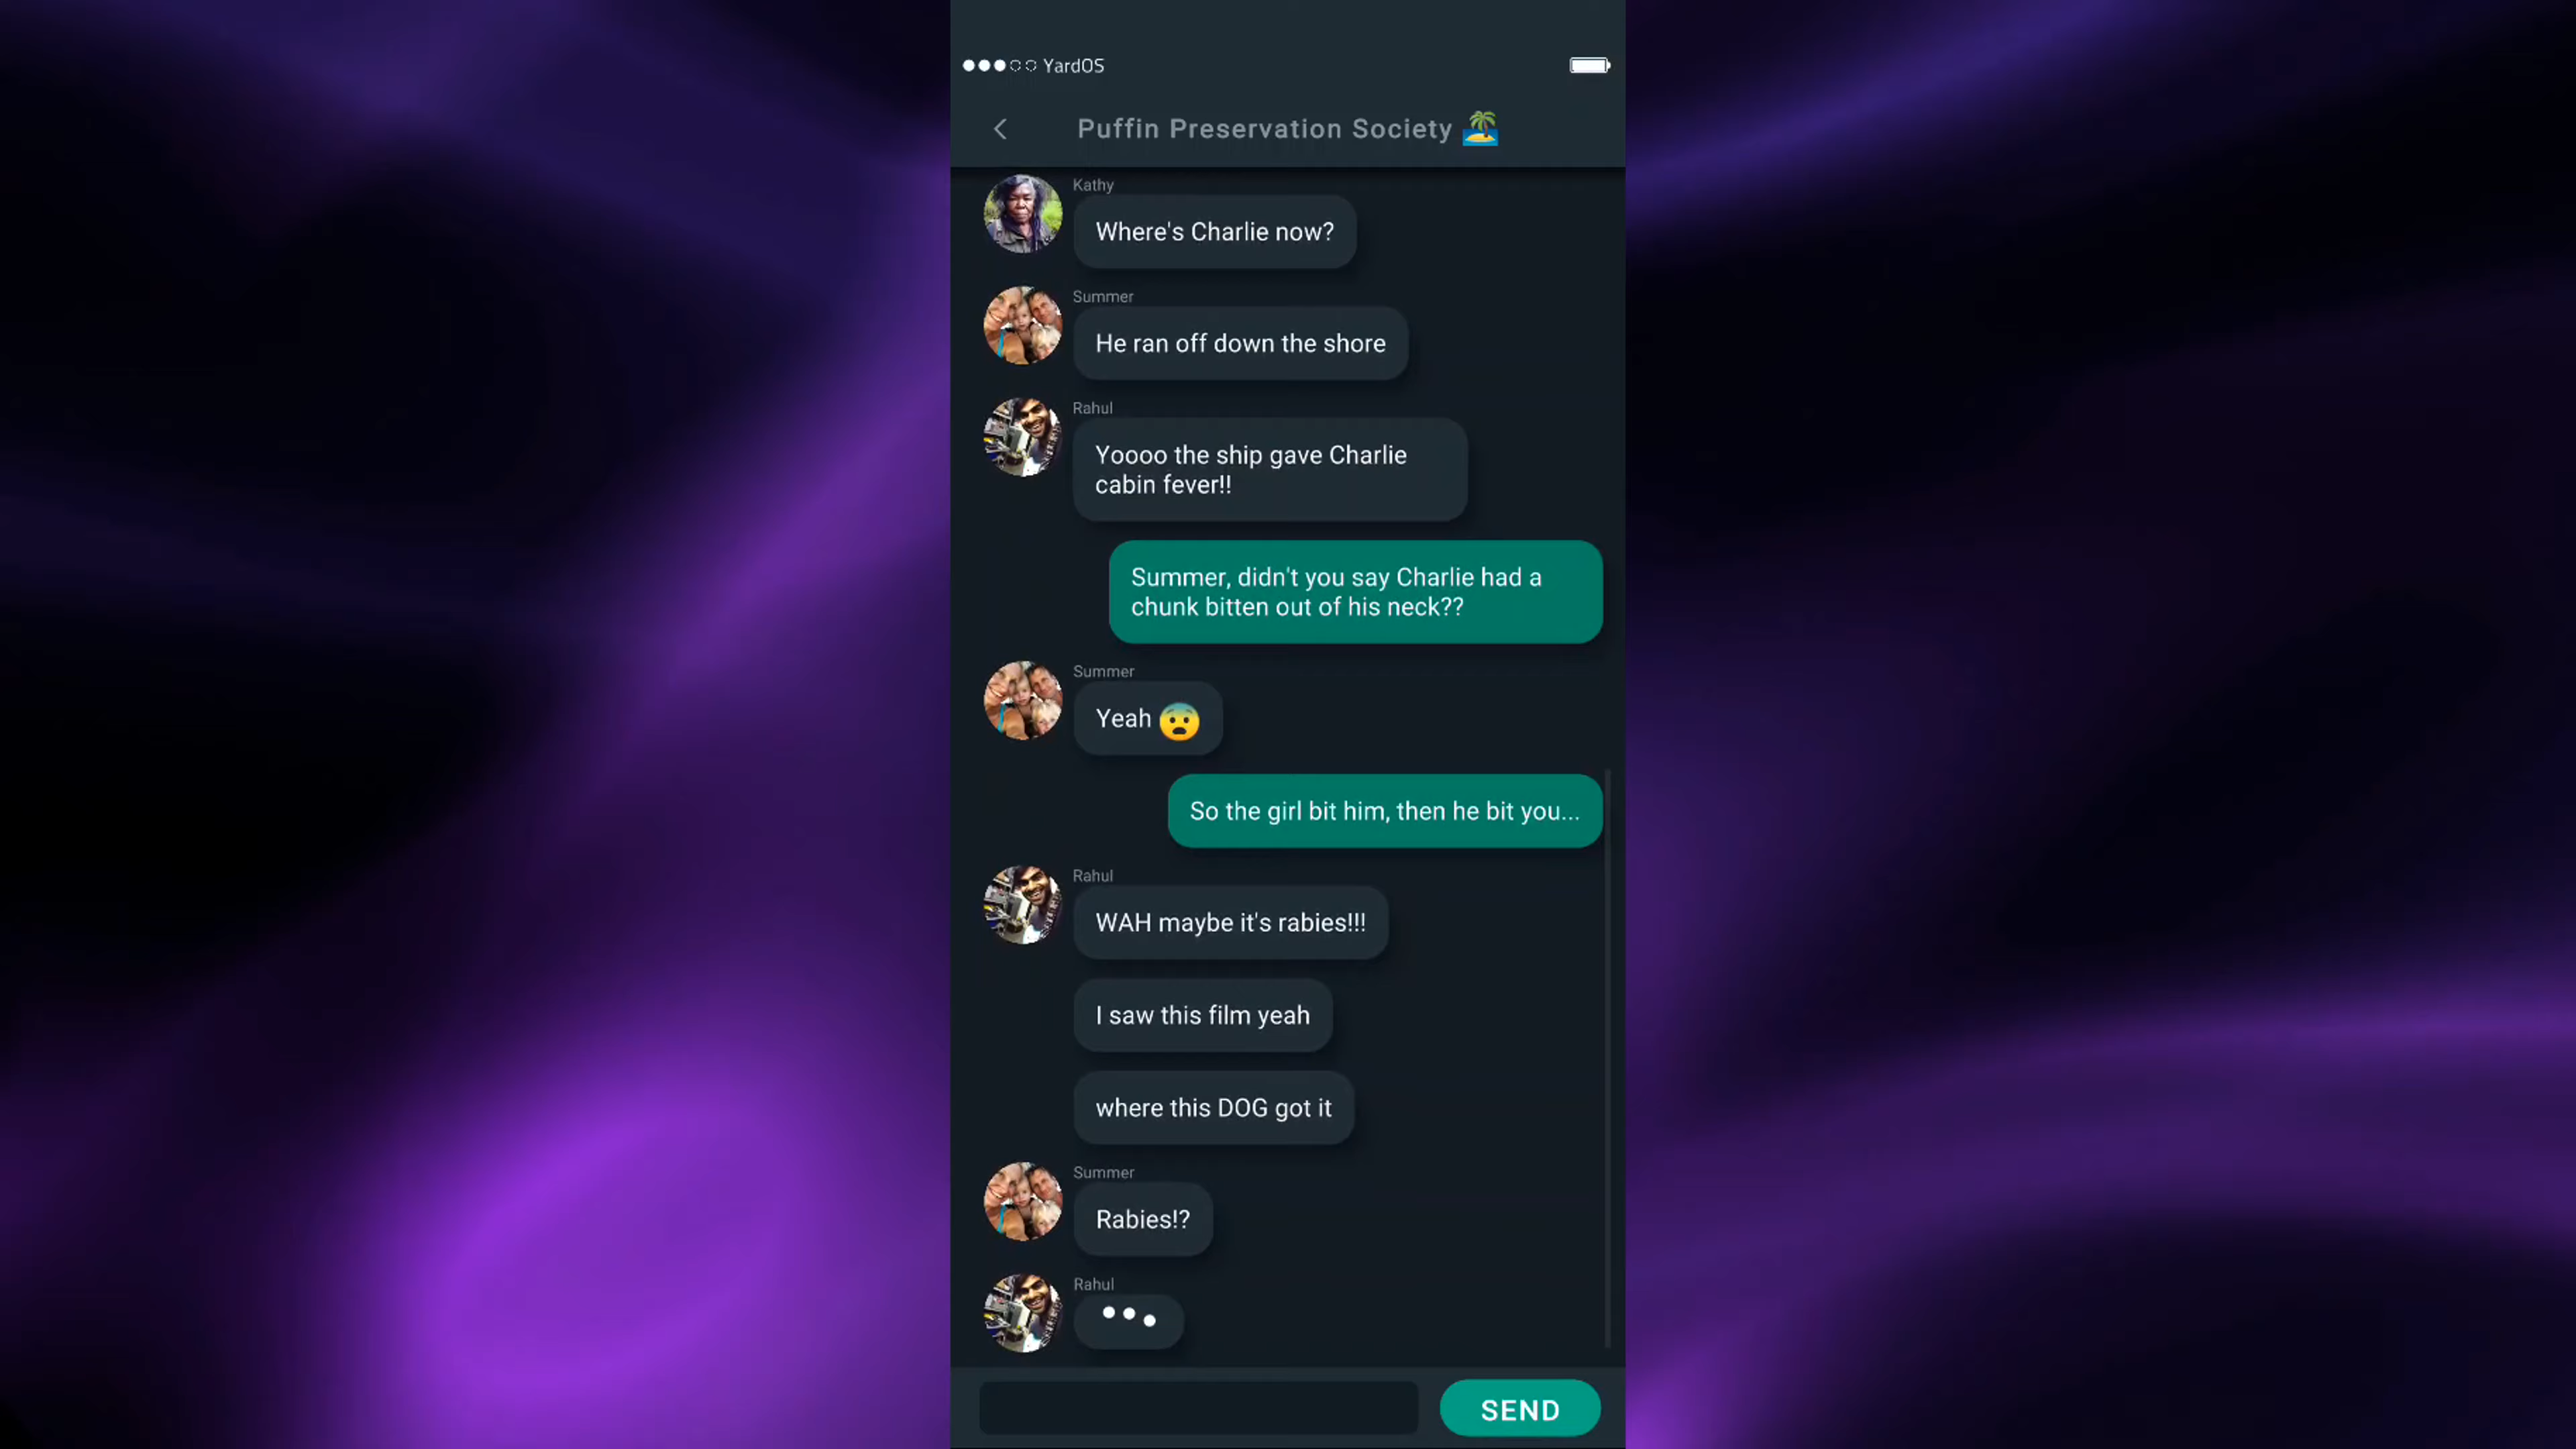 YardOS
Puffin Preservation Society 🏝️
Kathy
Where's Charlie now?
Summer
He ran off down the shore
Rahul
Yoooo the ship gave Charlie
cabin fever!!
Summer, didn't you say Charlie had a
chunk bitten out of his neck??
Summer
Yeah 😨
So the girl bit him, then he bit you...
Rahul
WAH maybe it's rabies!!!
I saw this film yeah
where this DOG got it
Summer
Rabies!?
Rahul
SEND